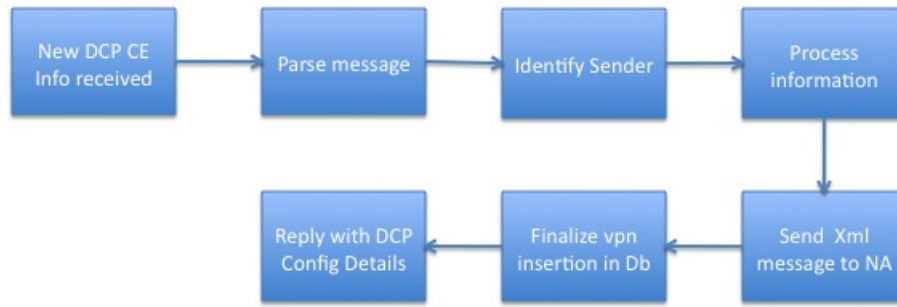 New DCP CE
Info received
Parse message
Identify Sender
Process
information
Send Xml
message to NA
Finalize vpn
insertion in Db
Reply with DCP
Config Details